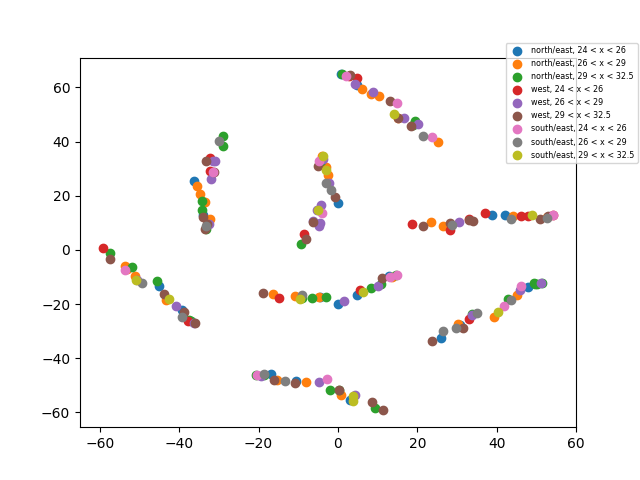 north/east, 24 < x < 26
north/east, 26 < x < 29
north/east, 29 < x < 32.5
west, 24 < x < 26
west, 26 < x < 29
west, 29 < x < 32.5
south/east, 24 < x < 26
south/east, 26 < x < 29
south/east, 29 < x < 32.5
60
40
20
0
−20
−40
−60
−60 −40 −20 0 20 40 60